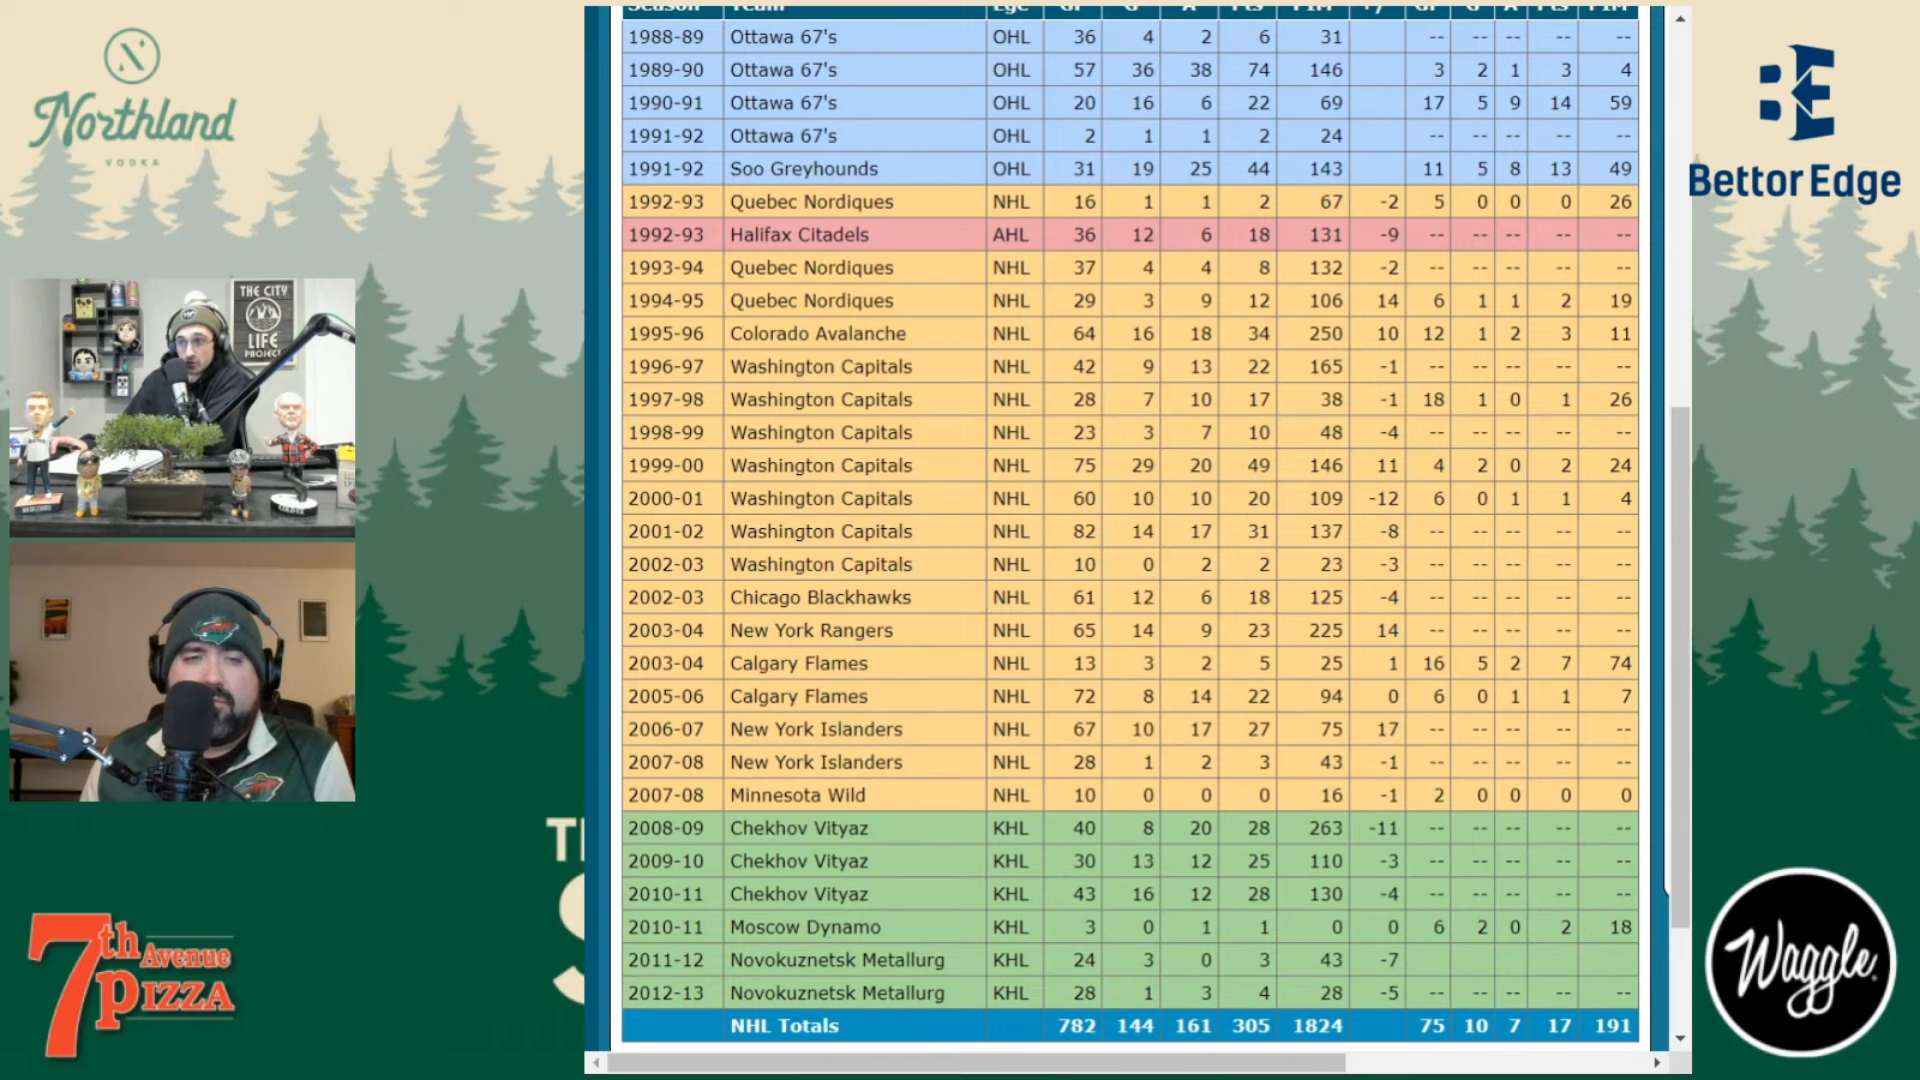 Season Team Lge GP G A Pts PIM +/- GP G A Pts PIM
1988-89 Ottawa 67's OHL 36 4 2 6 31 -- -- -- -- --
1989-90 Ottawa 67's OHL 57 36 38 74 146 3 2 1 3 4
1990-91 Ottawa 67's OHL 20 16 6 22 69 17 5 9 14 59
1991-92 Ottawa 67's OHL 2 1 1 2 24 -- -- -- -- --
1991-92 Soo Greyhounds OHL 31 19 25 44 143 11 5 8 13 49
1992-93 Quebec Nordiques NHL 16 1 1 2 67 -2 5 0 0 0 26
1992-93 Halifax Citadels AHL 36 12 6 18 131 -9 -- -- -- -- --
1993-94 Quebec Nordiques NHL 37 4 4 8 132 -2 -- -- -- -- --
1994-95 Quebec Nordiques NHL 29 3 9 12 106 14 6 1 1 2 19
1995-96 Colorado Avalanche NHL 64 16 18 34 250 10 12 1 2 3 11
1996-97 Washington Capitals NHL 42 9 13 22 165 -1 -- -- -- -- --
1997-98 Washington Capitals NHL 28 7 10 17 38 -1 18 1 0 1 26
1998-99 Washington Capitals NHL 23 3 7 10 48 -4 -- -- -- -- --
1999-00 Washington Capitals NHL 75 29 20 49 146 11 4 2 0 2 24
2000-01 Washington Capitals NHL 60 10 10 20 109 -12 6 0 1 1 4
2001-02 Washington Capitals NHL 82 14 17 31 137 -8 -- -- -- -- --
2002-03 Washington Capitals NHL 10 0 2 2 23 -3 -- -- -- -- --
2002-03 Chicago Blackhawks NHL 61 12 6 18 125 -4 -- -- -- -- --
2003-04 New York Rangers NHL 65 14 9 23 225 14 -- -- -- -- --
2003-04 Calgary Flames NHL 13 3 2 5 25 1 16 5 2 7 74
2005-06 Calgary Flames NHL 72 8 14 22 94 0 6 0 1 1 7
2006-07 New York Islanders NHL 67 10 17 27 75 17 -- -- -- -- --
2007-08 New York Islanders NHL 28 1 2 3 43 -1 -- -- -- -- --
2007-08 Minnesota Wild NHL 10 0 0 0 16 -1 2 0 0 0 0
2008-09 Chekhov Vityaz KHL 40 8 20 28 263 -11 -- -- -- -- --
2009-10 Chekhov Vityaz KHL 30 13 12 25 110 -3 -- -- -- -- --
2010-11 Chekhov Vityaz KHL 43 16 12 28 130 -4 -- -- -- -- --
2010-11 Moscow Dynamo KHL 3 0 1 1 0 0 6 2 0 2 18
2011-12 Novokuznetsk Metallurg KHL 24 3 0 3 43 -7
2012-13 Novokuznetsk Metallurg KHL 28 1 3 4 28 -5 -- -- -- -- --
NHL Totals 782 144 161 305 1824 75 10 7 17 191
N
Northland
VODKA
THE CITY
LIFE
PROJECT
7th Avenue
PIZZA
BE
Bettor Edge
Waggle